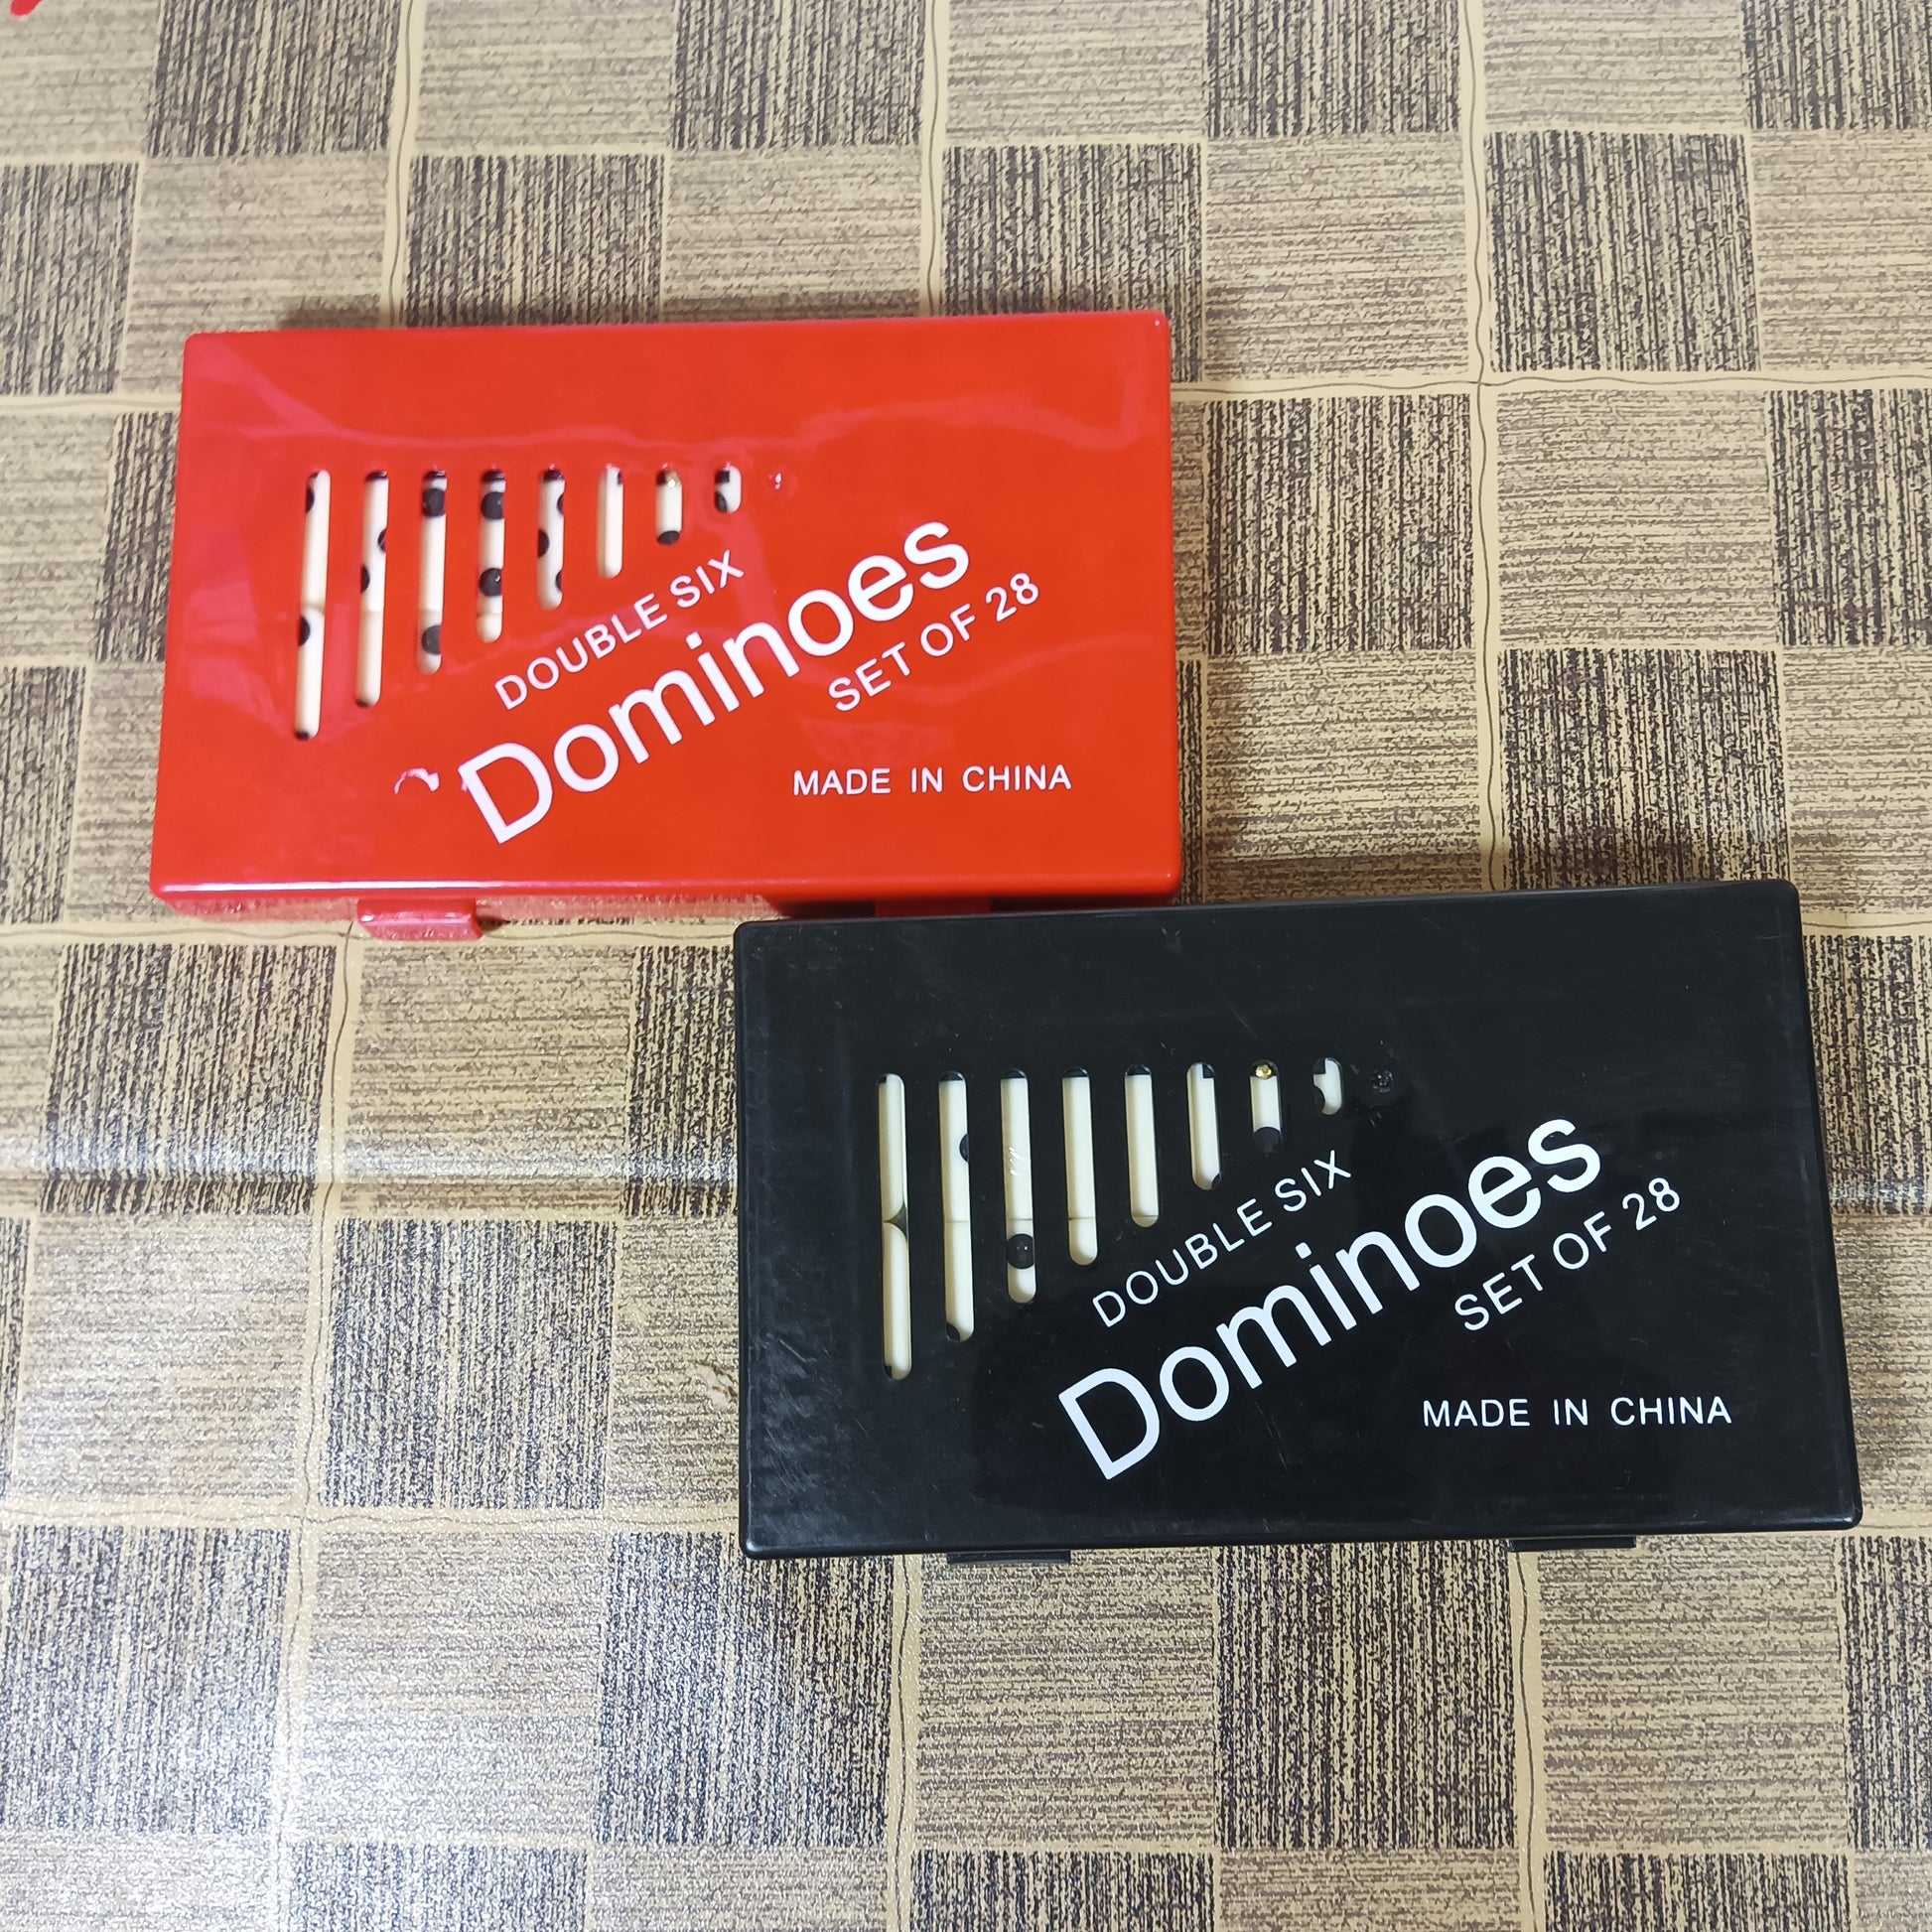 DOUBLE SIX
Dominoes
SET OF 28
MADE IN CHINA
DOUBLE SIX
Dominoes
SET OF 28
MADE IN CHINA